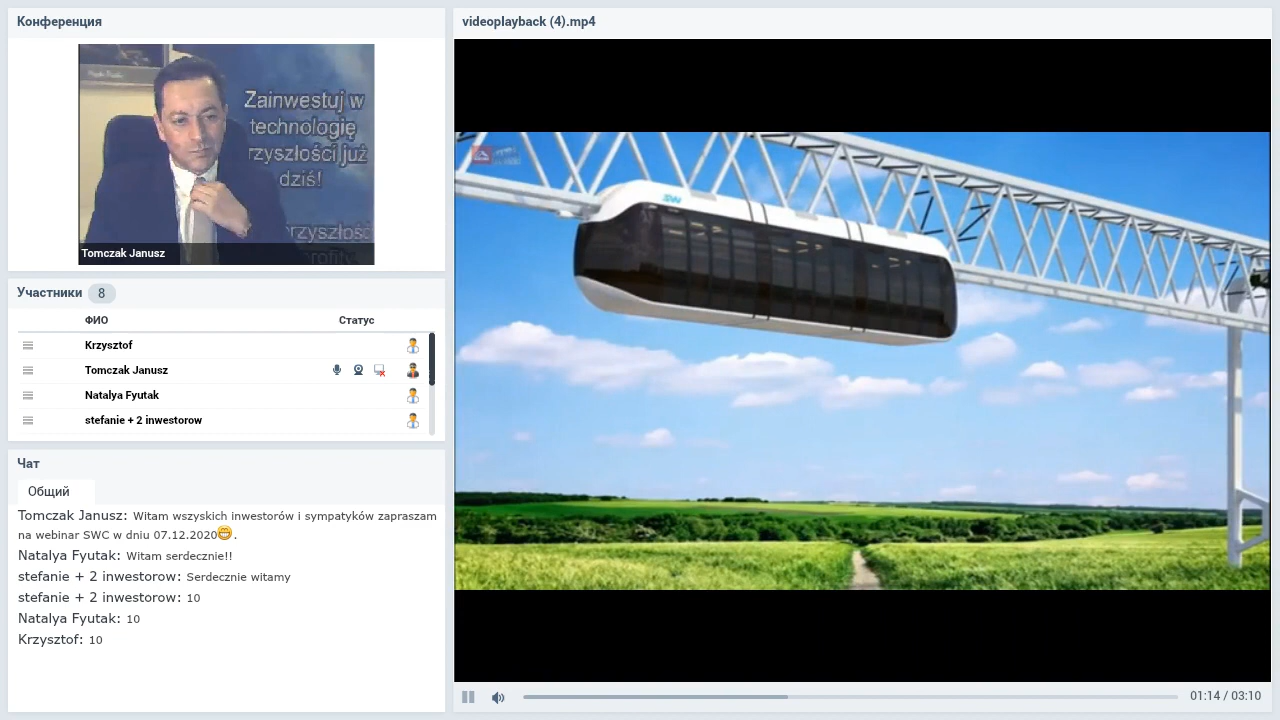 Конференция
Zainwestuj w
technologię
rzyszłości już
dziś!
rzyszłość
Tomczak Janusz
Участники 8
ФИО Статус
Krzysztof
Tomczak Janusz
Natalya Fyutak
stefanie + 2 inwestorow
Чат
Общий
Tomczak Janusz: Witam wszyskich inwestorów i sympatyków zapraszam
na webinar SWC w dniu 07.12.2020😁.
Natalya Fyutak: Witam serdecznie!!
stefanie + 2 inwestorow: Serdecznie witamy
stefanie + 2 inwestorow: 10
Natalya Fyutak: 10
Krzysztof: 10
videoplayback (4).mp4
01:14 / 03:10